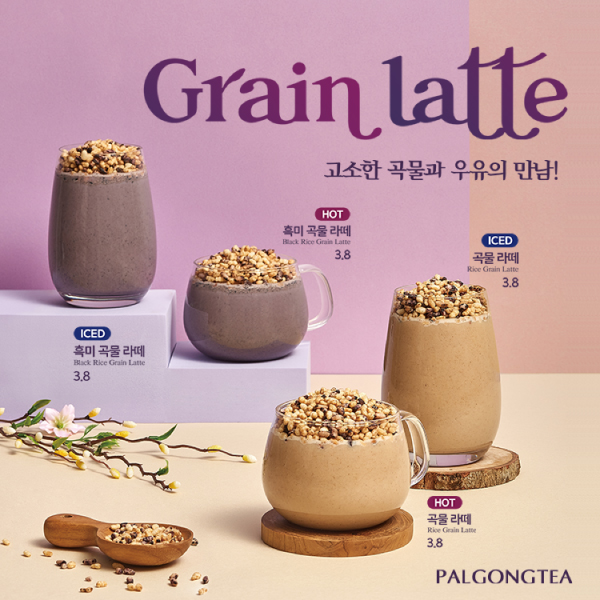 Grain latte
고소한 곡물과 우유의 만남!
HOT
흑미 곡물 라떼
Black Rice Grain Latte
3.8
ICED
곡물 라떼
Rice Grain Latte
3.8
ICED
흑미 곡물 라떼
Black Rice Grain Latte
3.8
HOT
곡물 라떼
Rice Grain Latte
3.8
PALGONGTEA